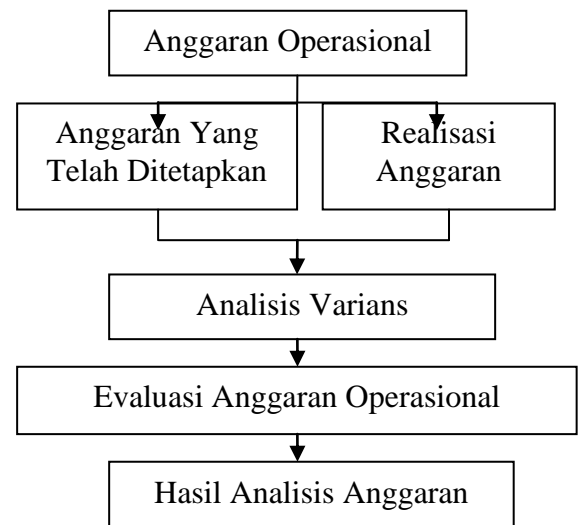 Anggaran Operasional
Anggaran Yang
Telah Ditetapkan
Realisasi
Anggaran
Analisis Varians
Evaluasi Anggaran Operasional
Hasil Analisis Anggaran